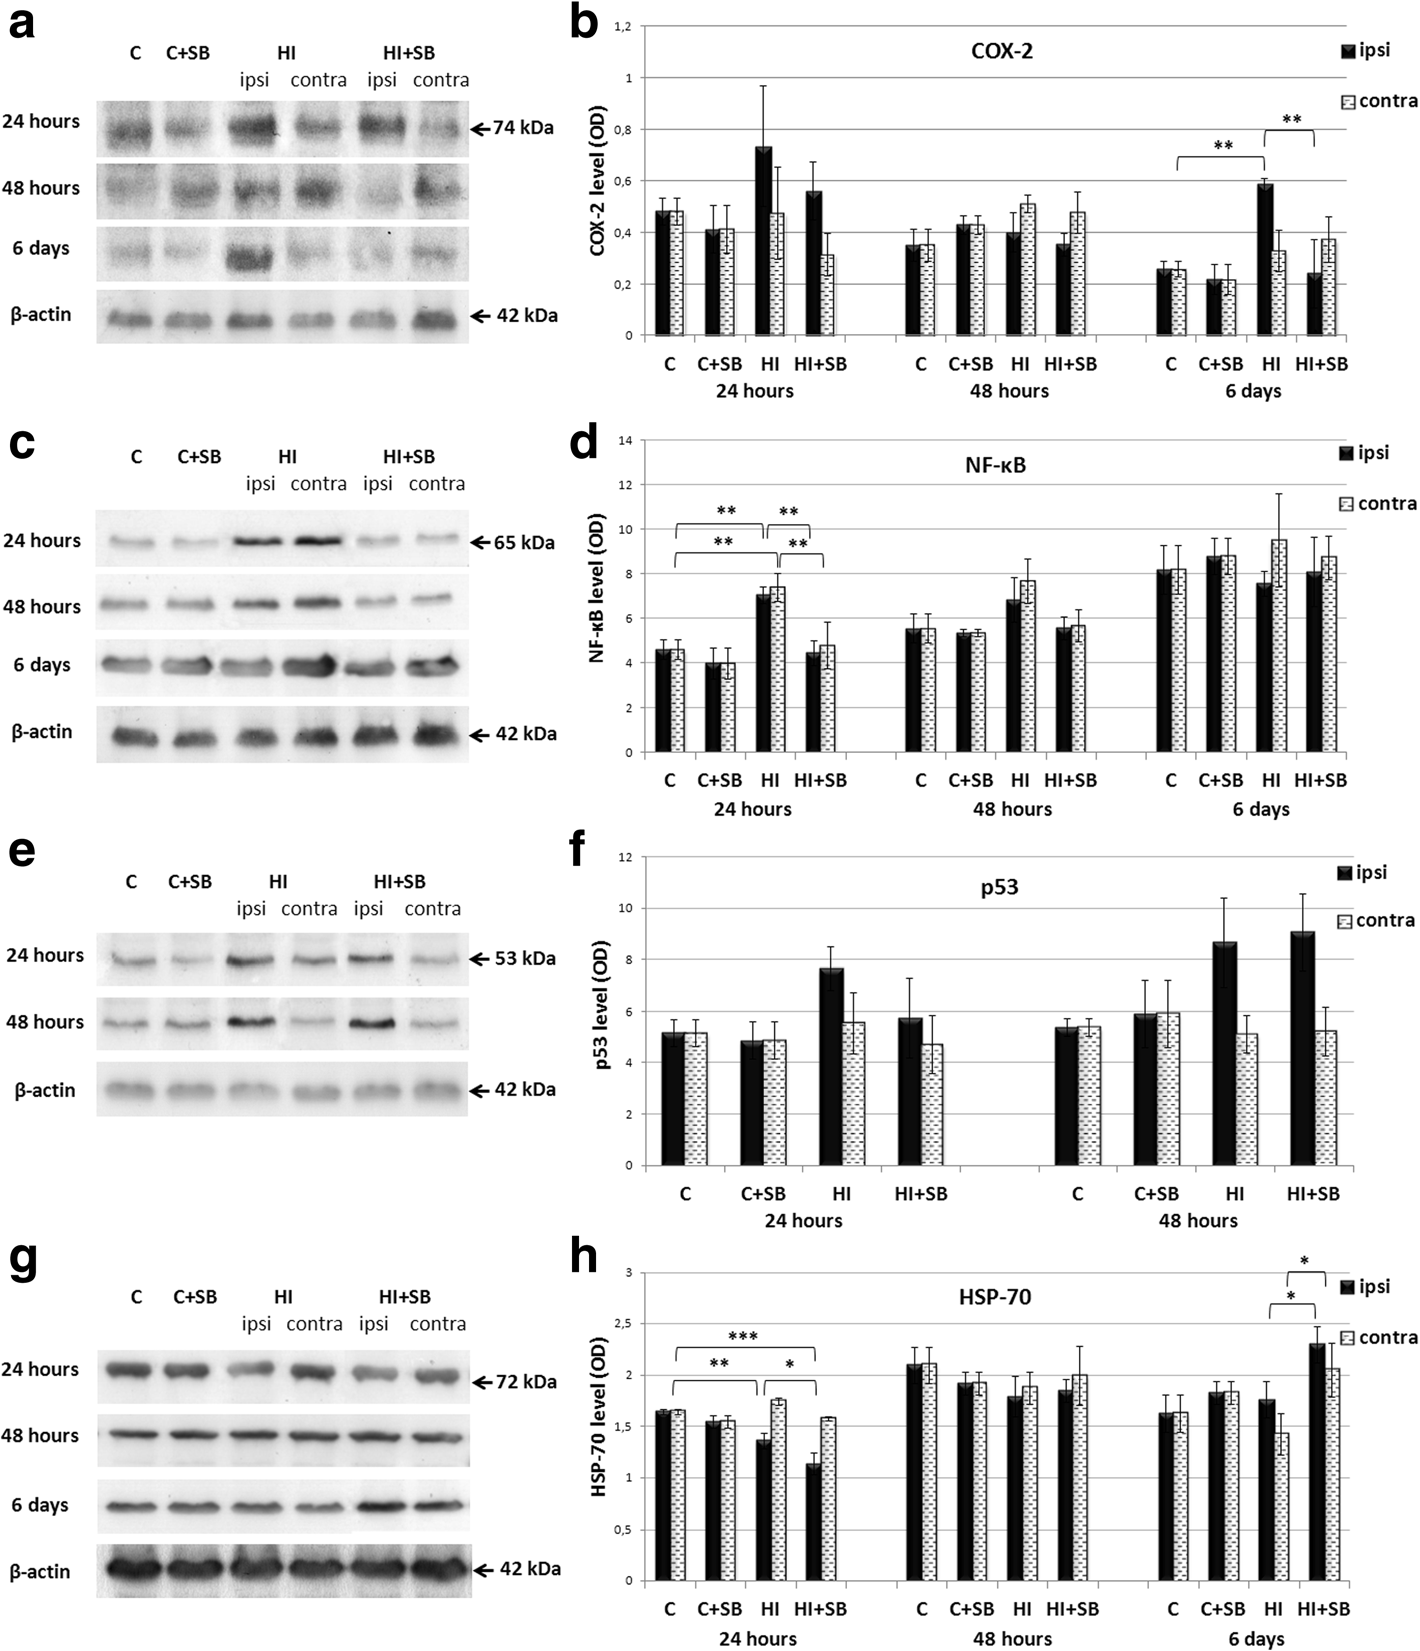 a
C C+SB HI HI+SB
ipsi contra ipsi contra
24 hours
74 kDa
48 hours
6 days
β-actin
42 kDa
b
COX-2
ipsi
contra
COX-2 level (OD)
1,2
1
0,8
0,6
0,4
0,2
0
** **
C C+SB HI HI+SB C C+SB HI HI+SB C C+SB HI HI+SB
24 hours 48 hours 6 days
c
C C+SB HI HI+SB
ipsi contra ipsi contra
24 hours
65 kDa
48 hours
6 days
β-actin
42 kDa
d
NF-κB
ipsi
contra
NF-κB level (OD)
14
12
10
8
6
4
2
0
** **
** **
C C+SB HI HI+SB C C+SB HI HI+SB C C+SB HI HI+SB
24 hours 48 hours 6 days
e
C C+SB HI HI+SB
ipsi contra ipsi contra
24 hours
53 kDa
48 hours
β-actin
42 kDa
f
p53
ipsi
contra
p53 level (OD)
12
10
8
6
4
2
0
C C+SB HI HI+SB C C+SB HI HI+SB
24 hours 48 hours
g
C C+SB HI HI+SB
ipsi contra ipsi contra
24 hours
72 kDa
48 hours
6 days
β-actin
42 kDa
h
HSP-70
ipsi
contra
HSP-70 level (OD)
3
2,5
2
1,5
1
0,5
0
***
** *
*
*
C C+SB HI HI+SB C C+SB HI HI+SB C C+SB HI HI+SB
24 hours 48 hours 6 days